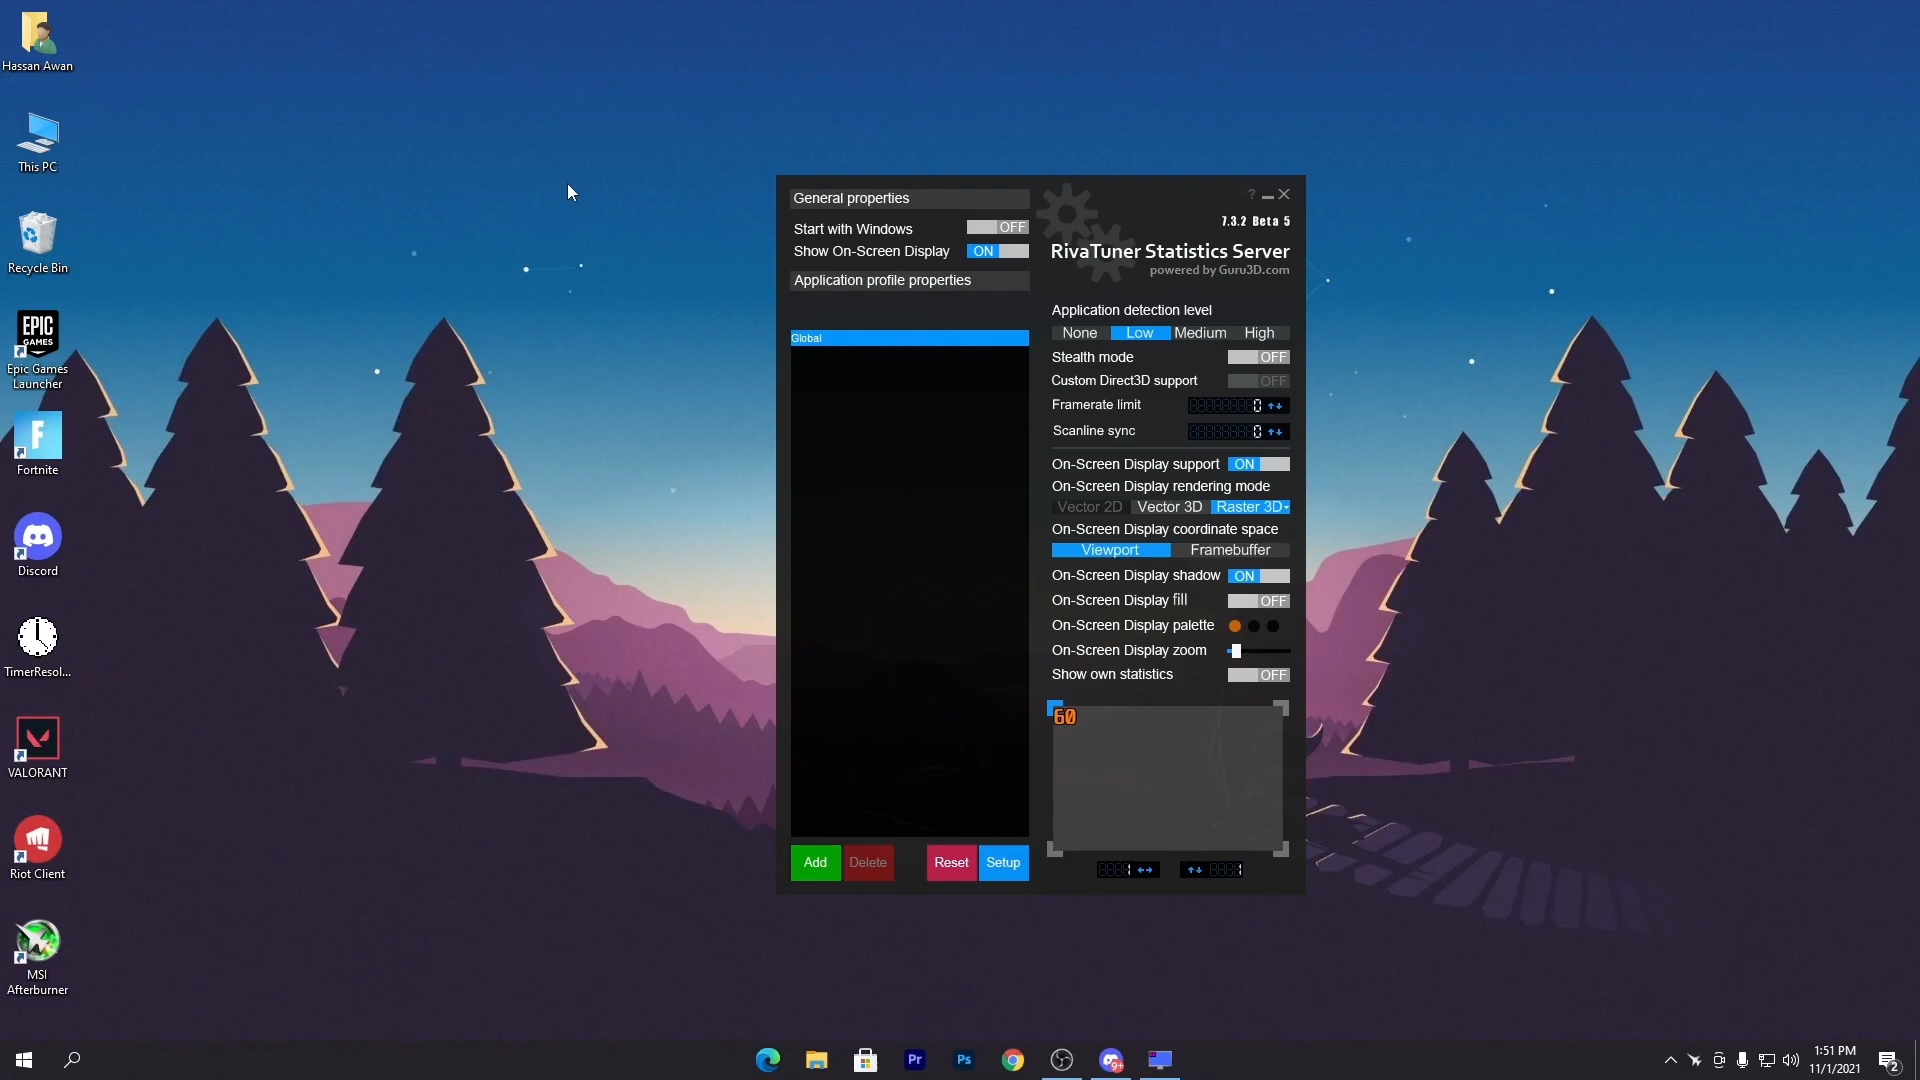 Hassan Awan
This PC
Recycle Bin
EPIC
GAMES
Epic Games
Launcher
F
Fortnite
Discord
TimerResol...
VALORANT
Riot Client
MSI
Afterburner
General properties
Start with Windows OFF
Show On-Screen Display ON
Application profile properties
Global
Add Delete Reset Setup
?
7.3.2 Beta 5
RivaTuner Statistics Server
powered by Guru3D.com
Application detection level
None Low Medium High
Stealth mode OFF
Custom Direct3D support OFF
Framerate limit 0
Scanline sync 0
On-Screen Display support ON
On-Screen Display rendering mode
Vector 2D Vector 3D Raster 3D
On-Screen Display coordinate space
Viewport Framebuffer
On-Screen Display shadow ON
On-Screen Display fill OFF
On-Screen Display palette
On-Screen Display zoom
Show own statistics OFF
60
1 1
Pr
Ps
9+
1:51 PM
11/1/2021
2